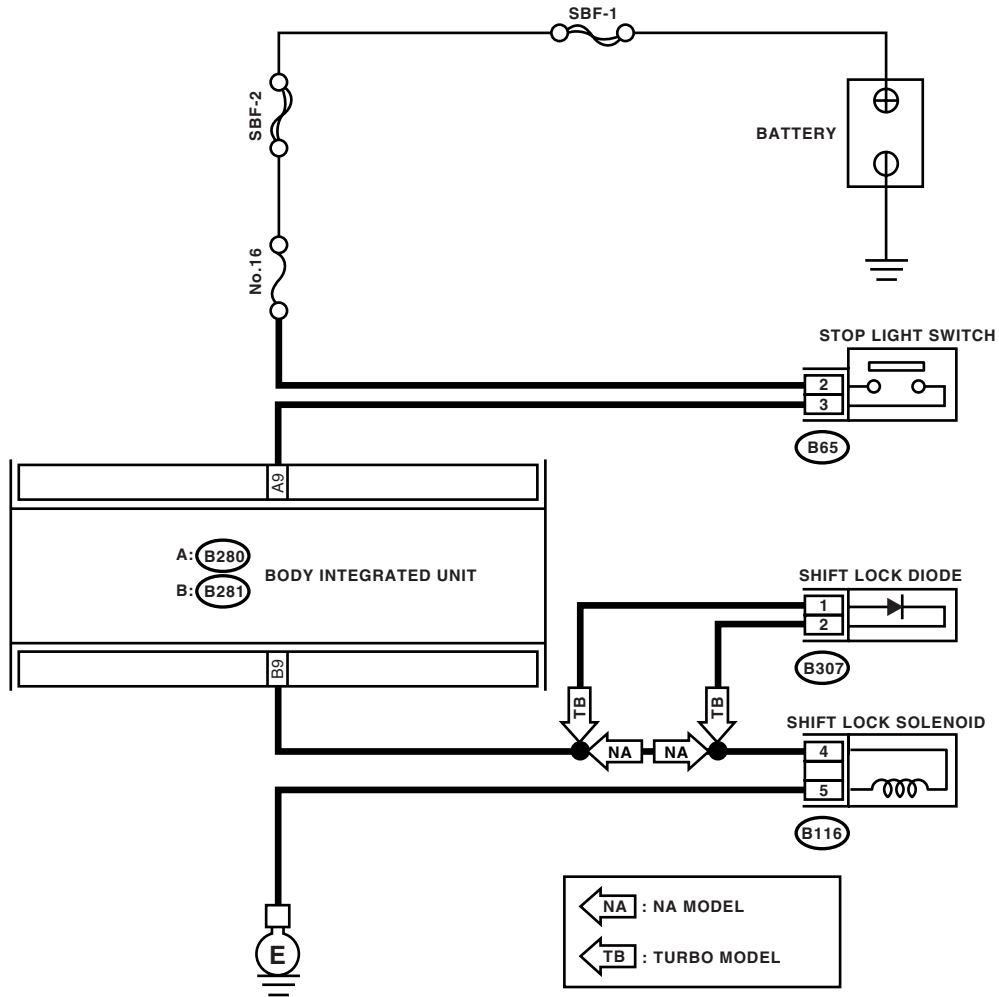 SBF-1
SBF-2
BATTERY
No.16
STOP LIGHT SWITCH
2
3
B65
A9
A: B280
B: B281
BODY INTEGRATED UNIT
SHIFT LOCK DIODE
1
2
B307
B9
TB
TB
SHIFT LOCK SOLENOID
NA
NA
4
5
B116
E
NA : NA MODEL
TB : TURBO MODEL